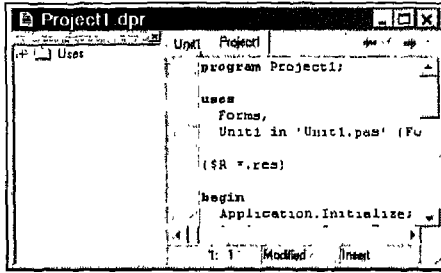 Project1.dpr
Uses
Unit1 Project1
program Project1;
uses
Forms,
Unit1 in 'Unit1.pas' {Fo
{$R *.res}
begin
Application.Initialize;
1: 1 Modified Insert